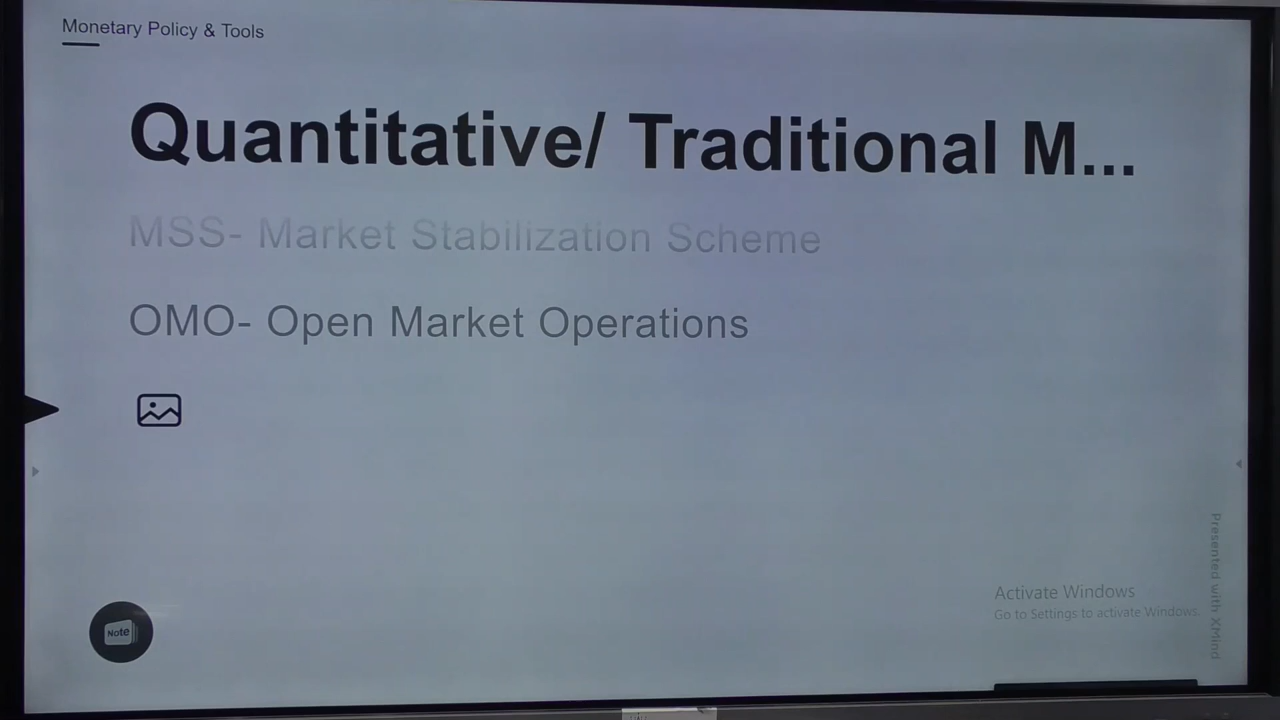 Monetary Policy & Tools
Quantitative/ Traditional M...
MSS- Market Stabilization Scheme
OMO- Open Market Operations
Note
Activate Windows
Go to Settings to activate Windows.
Presented with XMind